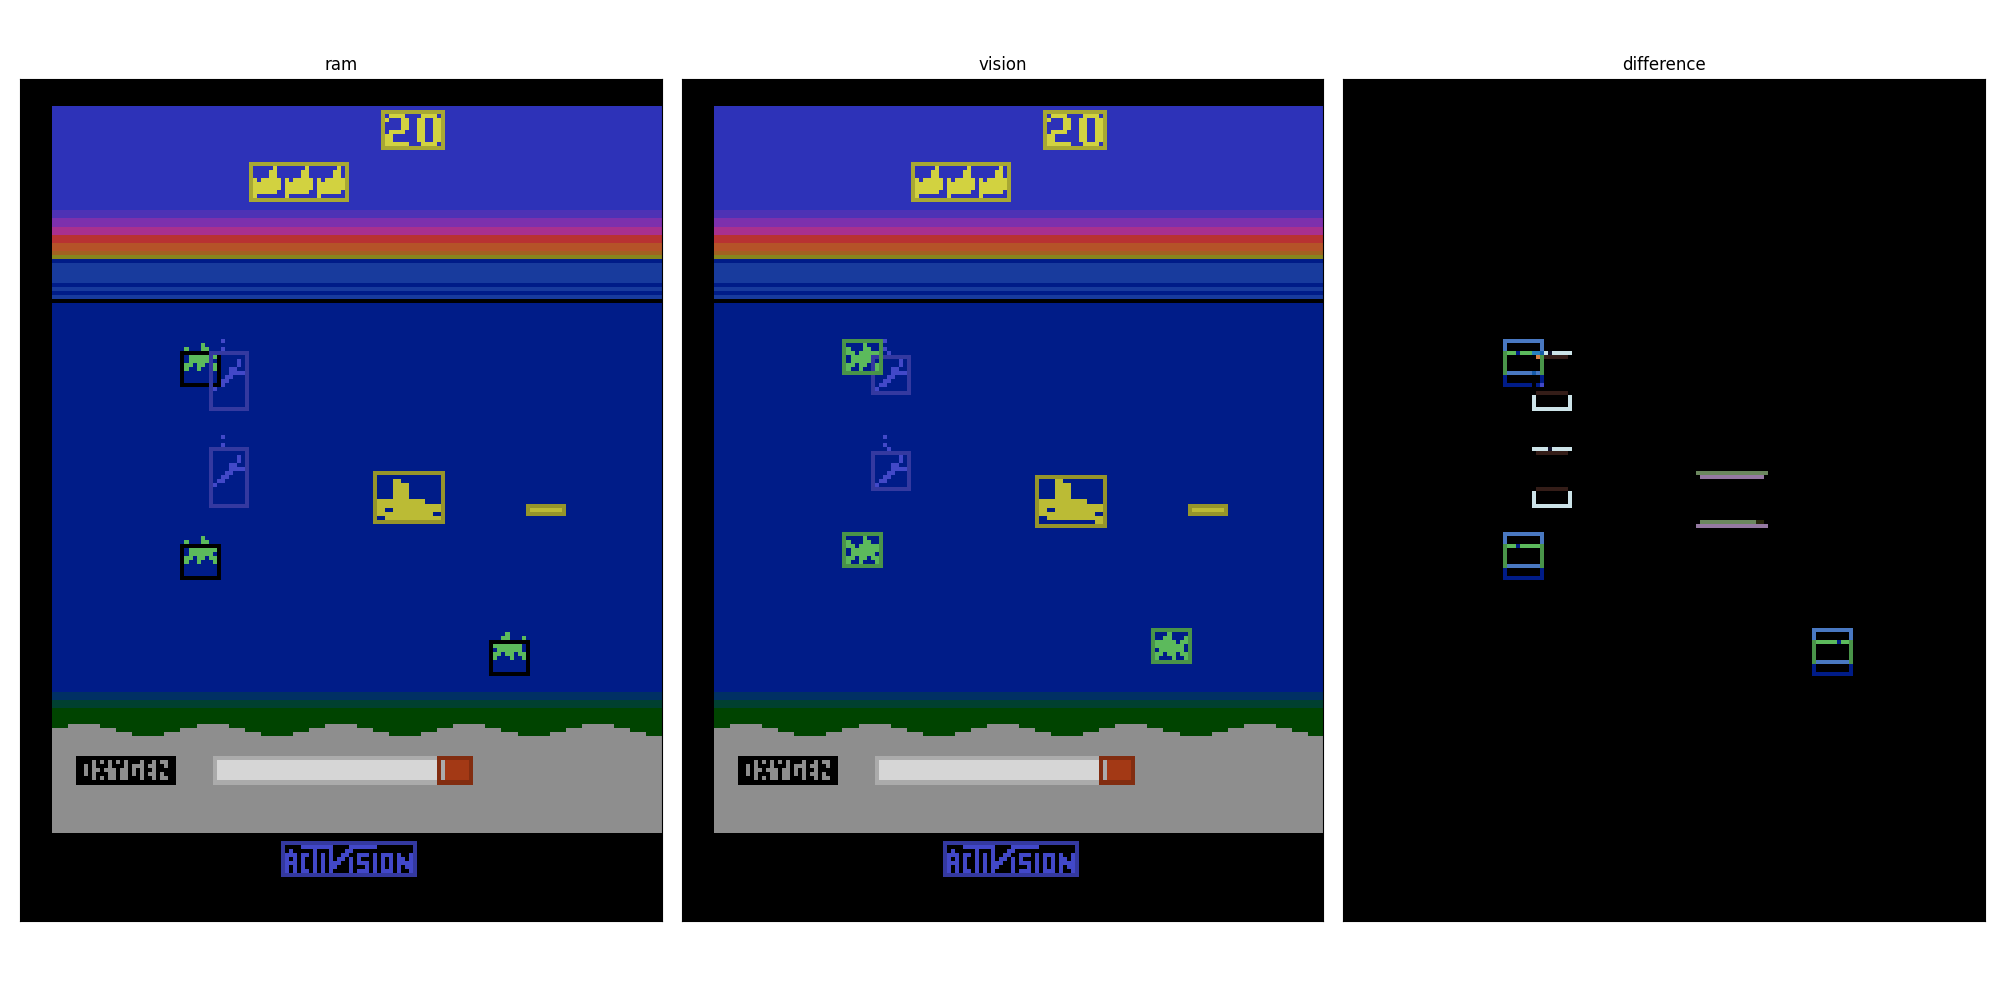 ram
vision
difference
20
20
OXYGEN
OXYGEN
ACTIVISION
ACTIVISION